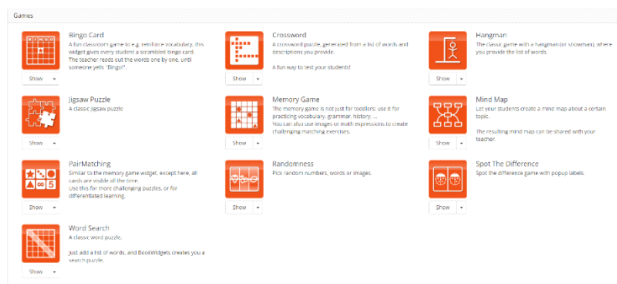 Games
Bingo Card
A fun classroom game to e.g. reinforce vocabulary, this
widget gives every student a scrambled bingo card.
The teacher reads out the words one by one, until
someone yells "Bingo!".
Show
Crossword
A crossword puzzle, generated from a list of words and
descriptions you provide.
A fun way to test your students!
Show
Hangman
The classic game with a hangman (or snowman), where
you provide the list of words.
Show
Jigsaw Puzzle
A classic jigsaw puzzle
Show
Memory Game
The memory game is not just for toddlers: use it for
practicing vocabulary, grammar, history, ...
You can also use images or math expressions to create
challenging matching exercises.
Show
Mind Map
Let your students create a mind map about a certain
topic.
The resulting mind map can be shared with your
teacher.
Show
PairMatching
Similar to the memory game widget, except here, all
cards are visible all the time.
Use this for more challenging puzzles, or for
differentiated learning.
Show
Randomness
Pick random numbers, words or images.
Show
Spot The Difference
Spot the difference game with popup labels.
Show
Word Search
A classic word puzzle.
Just add a list of words, and BookWidgets creates you a
search puzzle.
Show